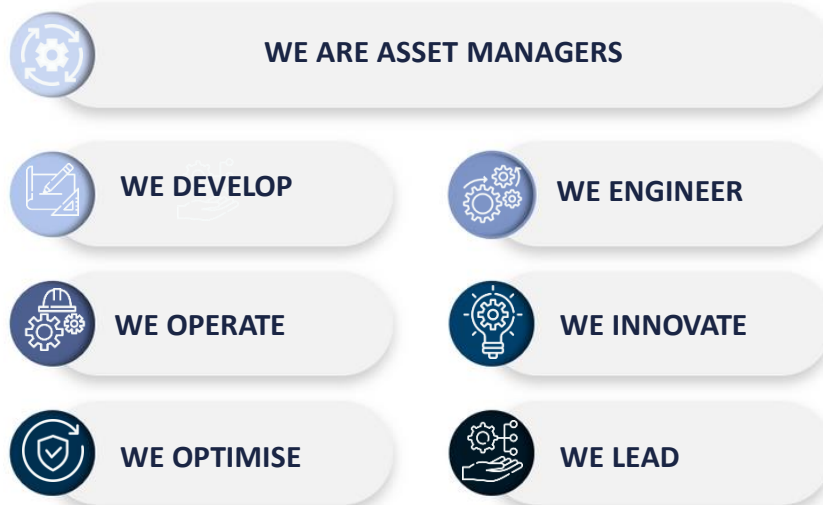 WE ARE ASSET MANAGERS
WE DEVELOP
WE ENGINEER
WE OPERATE
WE INNOVATE
WE OPTIMISE
WE LEAD